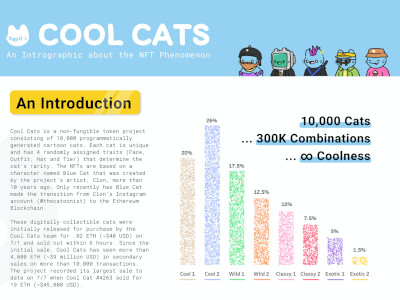 COOL CATS
An Intrographic about the NFT Phenomenon
An Introduction
10,000 Cats
... 300K Combinations
... ∞ Coolness
Cool Cats is a non-fungible token project
consisting of 10,000 programmatically
generated cartoon cats. Each cat is unique
and has 4 randomly assigned traits (Face,
Outfit, Hat and Tier) that determine the
cat's rarity. The NFTs are based on a
character named Blue Cat that was created
by the project's artist, Clon, more than
10 years ago. Only recently has Blue Cat
made the transition from Clon's Instagram
account (@thecatoonist) to the Ethereum
Blockchain.
These digitally collectible cats were
initially released for purchase by the
Cool Cats team for .02 ETH (~$40 USD) on
7/1 and sold out within 8 hours. Since the
initial sale, Cool Cats has seen more than
4,000 ETH (~$9 million USD) in secondary
sales on more than 10,000 transactions.
The project recorded its largest sale to
date on 7/7 when Cool Cat #4263 sold for
19 ETH (~$45,000 USD).
20%
26%
17.5%
12.5%
10%
7.5%
5%
1.5%
Cool 1
Cool 2
Wild 1
Wild 2
Classy 1
Classy 2
Exotic 1
Exotic 2